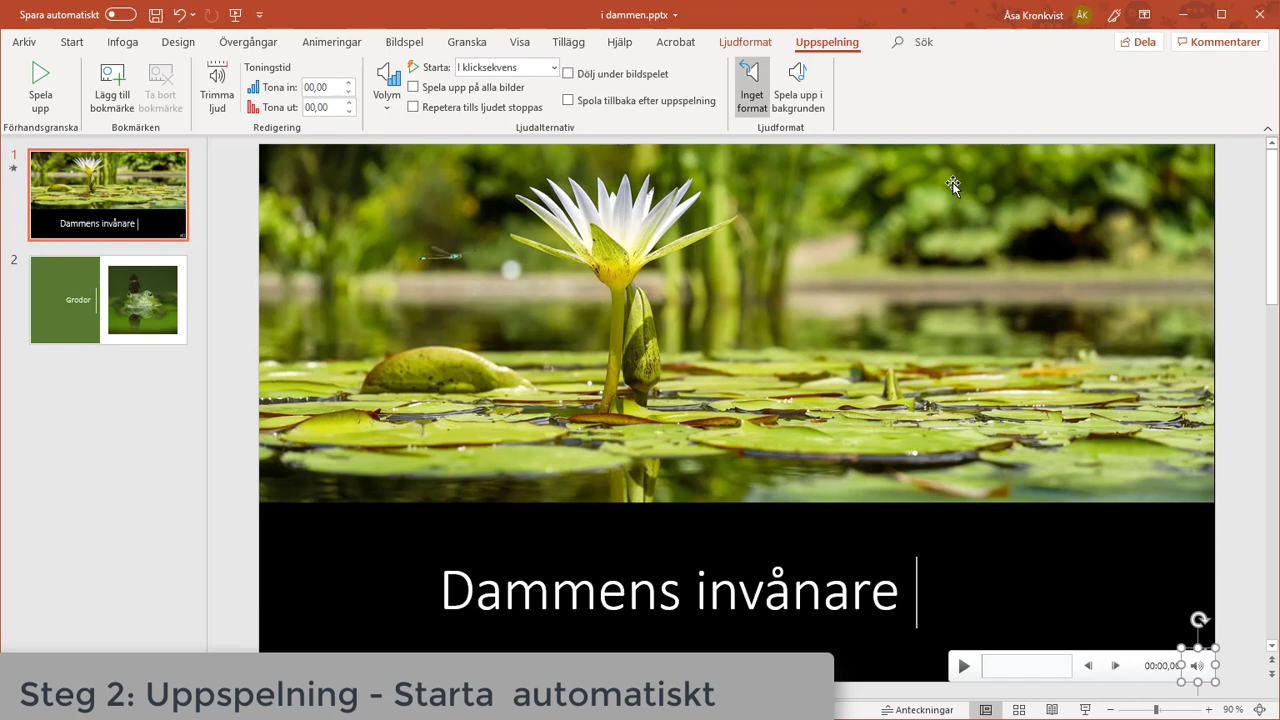 Spara automatiskt
i dammen.pptx
Åsa Kronkvist ÅK
Arkiv Start Infoga Design Övergångar Animeringar Bildspel Granska Visa Tillägg Hjälp Acrobat Ljudformat Uppspelning Sök
Dela Kommentarer
Spela upp
Förhandsgranska
Lägg till bokmärke
Ta bort bokmärke
Bokmärken
Trimma ljud
Toningstid
Tona in: 00,00
Tona ut: 00,00
Redigering
Volym
Starta: I klicksekvens
Spela upp på alla bilder
Repetera tills ljudet stoppas
Dölj under bildspelet
Spola tillbaka efter uppspelning
Ljudalternativ
Inget format
Spela upp i bakgrunden
Ljudformat
1
Dammens invånare
2
Grodor
Dammens invånare
00:00,00
Steg 2: Uppspelning - Starta automatiskt
Anteckningar
90 %